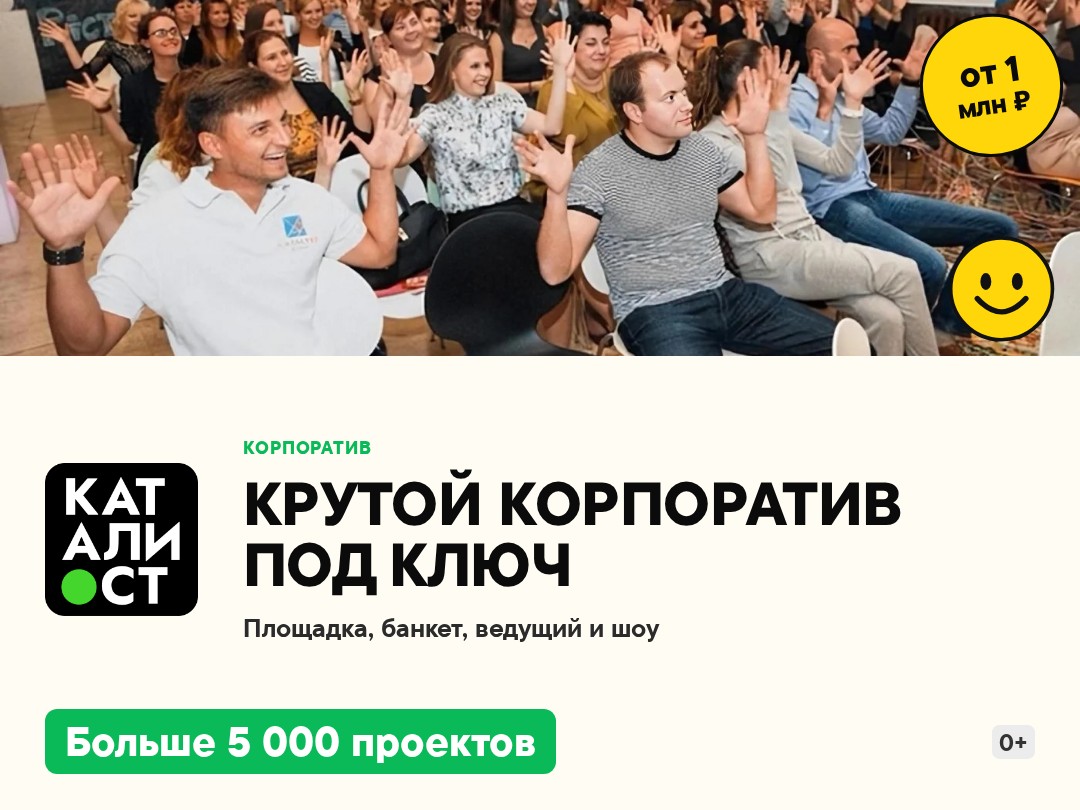 от 1
млн ₽
КОРПОРАТИВ
КАТ
АЛИ
СТ
КРУТОЙ КОРПОРАТИВ
ПОД КЛЮЧ
Площадка, банкет, ведущий и шоу
Больше 5 000 проектов
0+